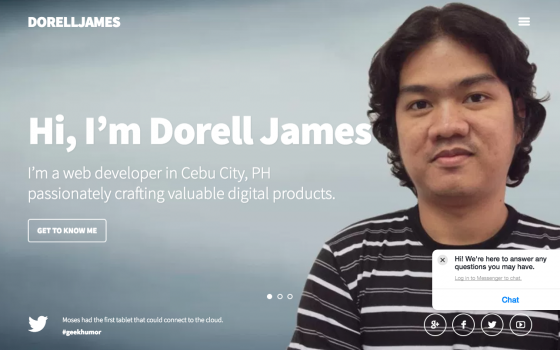 DORELLJAMES
Hi, I'm Dorell James
I'm a web developer in Cebu City, PH
passionately crafting valuable digital products.
GET TO KNOW ME
Hi! We're here to answer any
questions you may have.
Log in to Messenger to chat.
Chat
Moses had the first tablet that could connect to the cloud.
#geekhumor